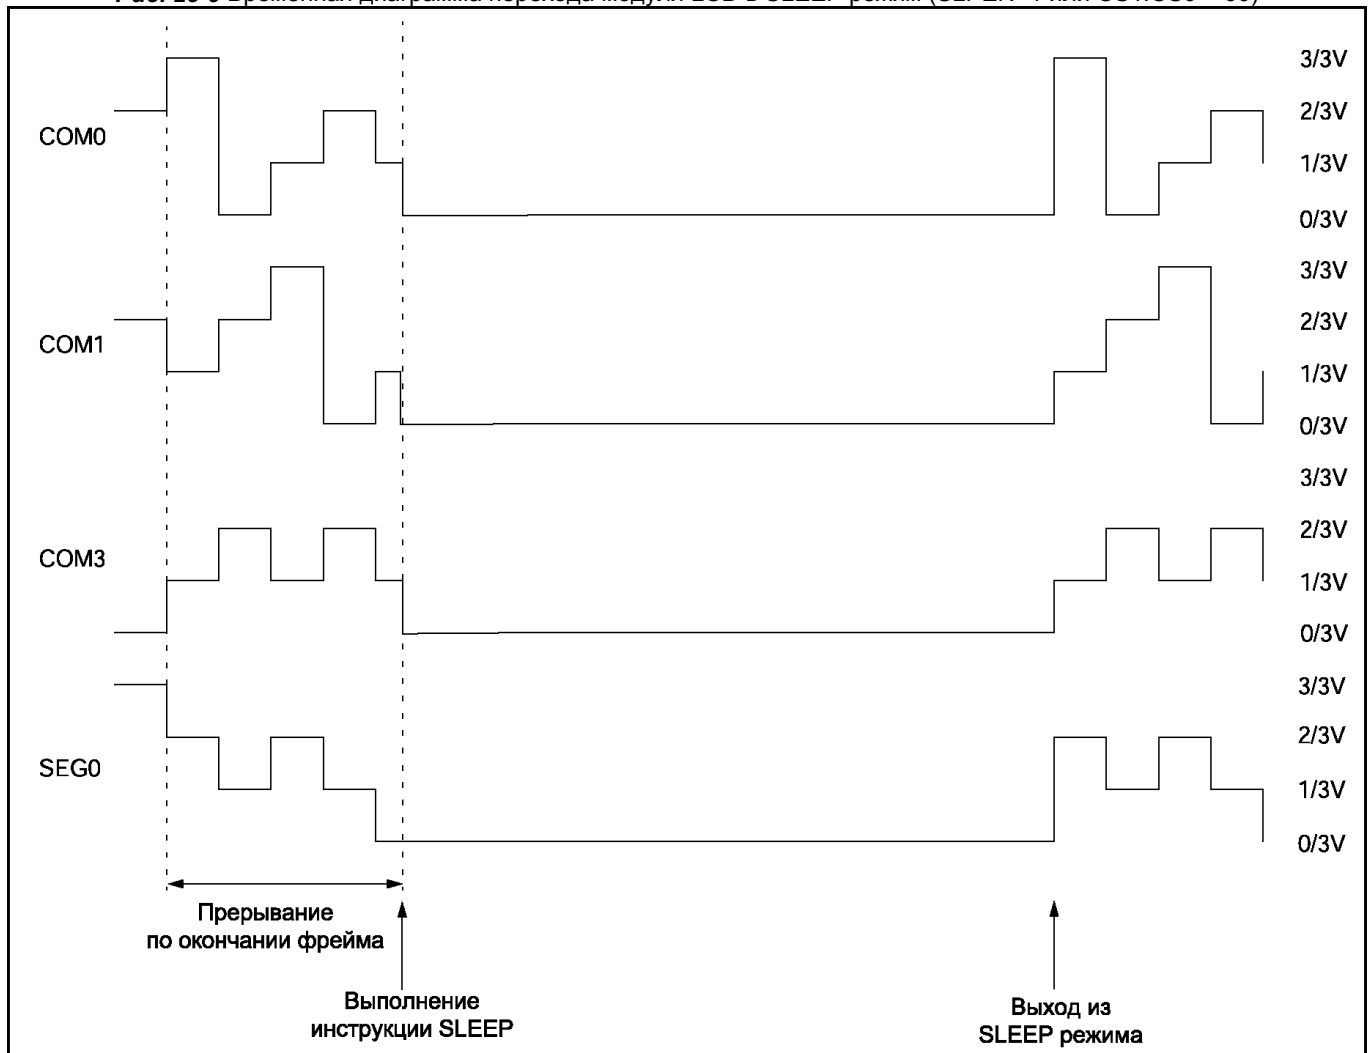 COM0
3/3V
2/3V
1/3V
0/3V
COM1
3/3V
2/3V
1/3V
0/3V
COM3
3/3V
2/3V
1/3V
0/3V
SEG0
3/3V
2/3V
1/3V
0/3V
Прерывание
по окончании фрейма
Выполнение
инструкции SLEEP
Выход из
SLEEP режима